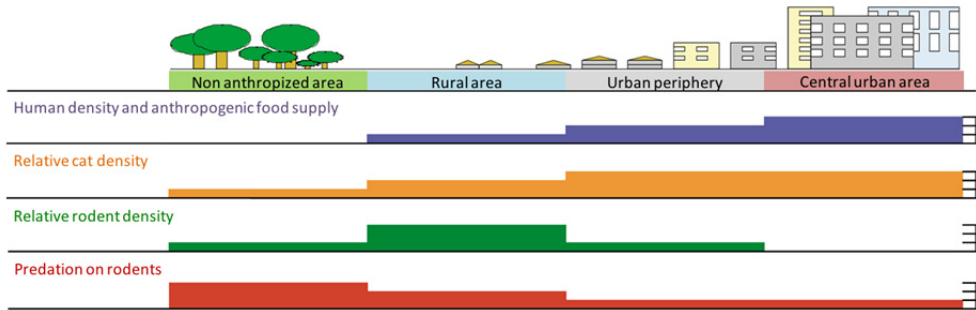 Non anthropized area
Rural area
Urban periphery
Central urban area
Human density and anthropogenic food supply
Relative cat density
Relative rodent density
Predation on rodents